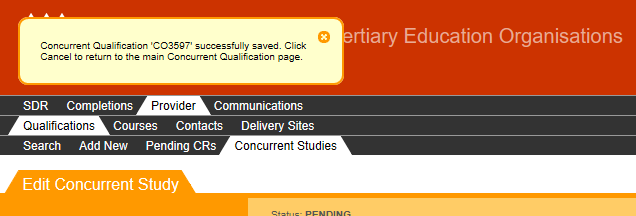 Concurrent Qualification 'CO3597' successfully saved. Click
Cancel to return to the main Concurrent Qualification page.
ertiary Education Organisations
SDR Completions Provider Communications
Qualifications Courses Contacts Delivery Sites
Search Add New Pending CRs Concurrent Studies
Edit Concurrent Study
Status: PENDING